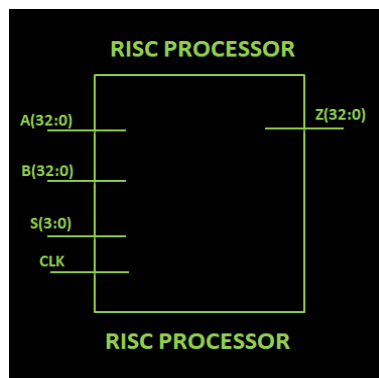 RISC PROCESSOR
A(32:0)
Z(32:0)
B(32:0)
S(3:0)
CLK
RISC PROCESSOR